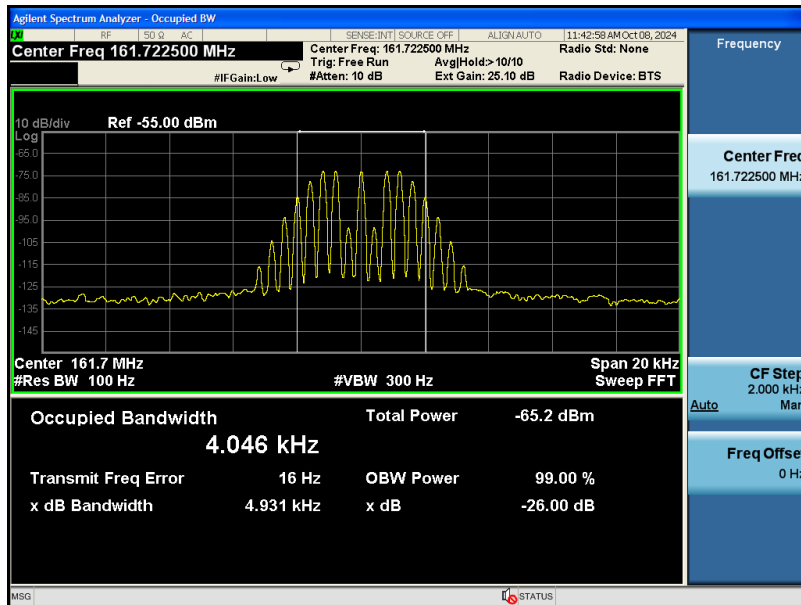 Agilent Spectrum Analyzer - Occupied BW
LXI RF 50 Ω AC SENSE:INT SOURCE OFF ALIGN AUTO 11:42:58 AM Oct 08, 2024
Center Freq 161.722500 MHz
Center Freq: 161.722500 MHz Radio Std: None
Trig: Free Run Avg|Hold:>10/10
#IFGain:Low #Atten: 10 dB Ext Gain: 25.10 dB Radio Device: BTS
10 dB/div Ref -55.00 dBm
Log
-65.0
-75.0
-85.0
-95.0
-105
-115
-125
-135
-145
Center 161.7 MHz Span 20 kHz
#Res BW 100 Hz #VBW 300 Hz Sweep FFT
Occupied Bandwidth Total Power -65.2 dBm
4.046 kHz
Transmit Freq Error 16 Hz OBW Power 99.00 %
x dB Bandwidth 4.931 kHz x dB -26.00 dB
MSG STATUS
Frequency
Center Freq
161.722500 MHz
CF Step
2.000 kHz
Auto Man
Freq Offset
0 Hz